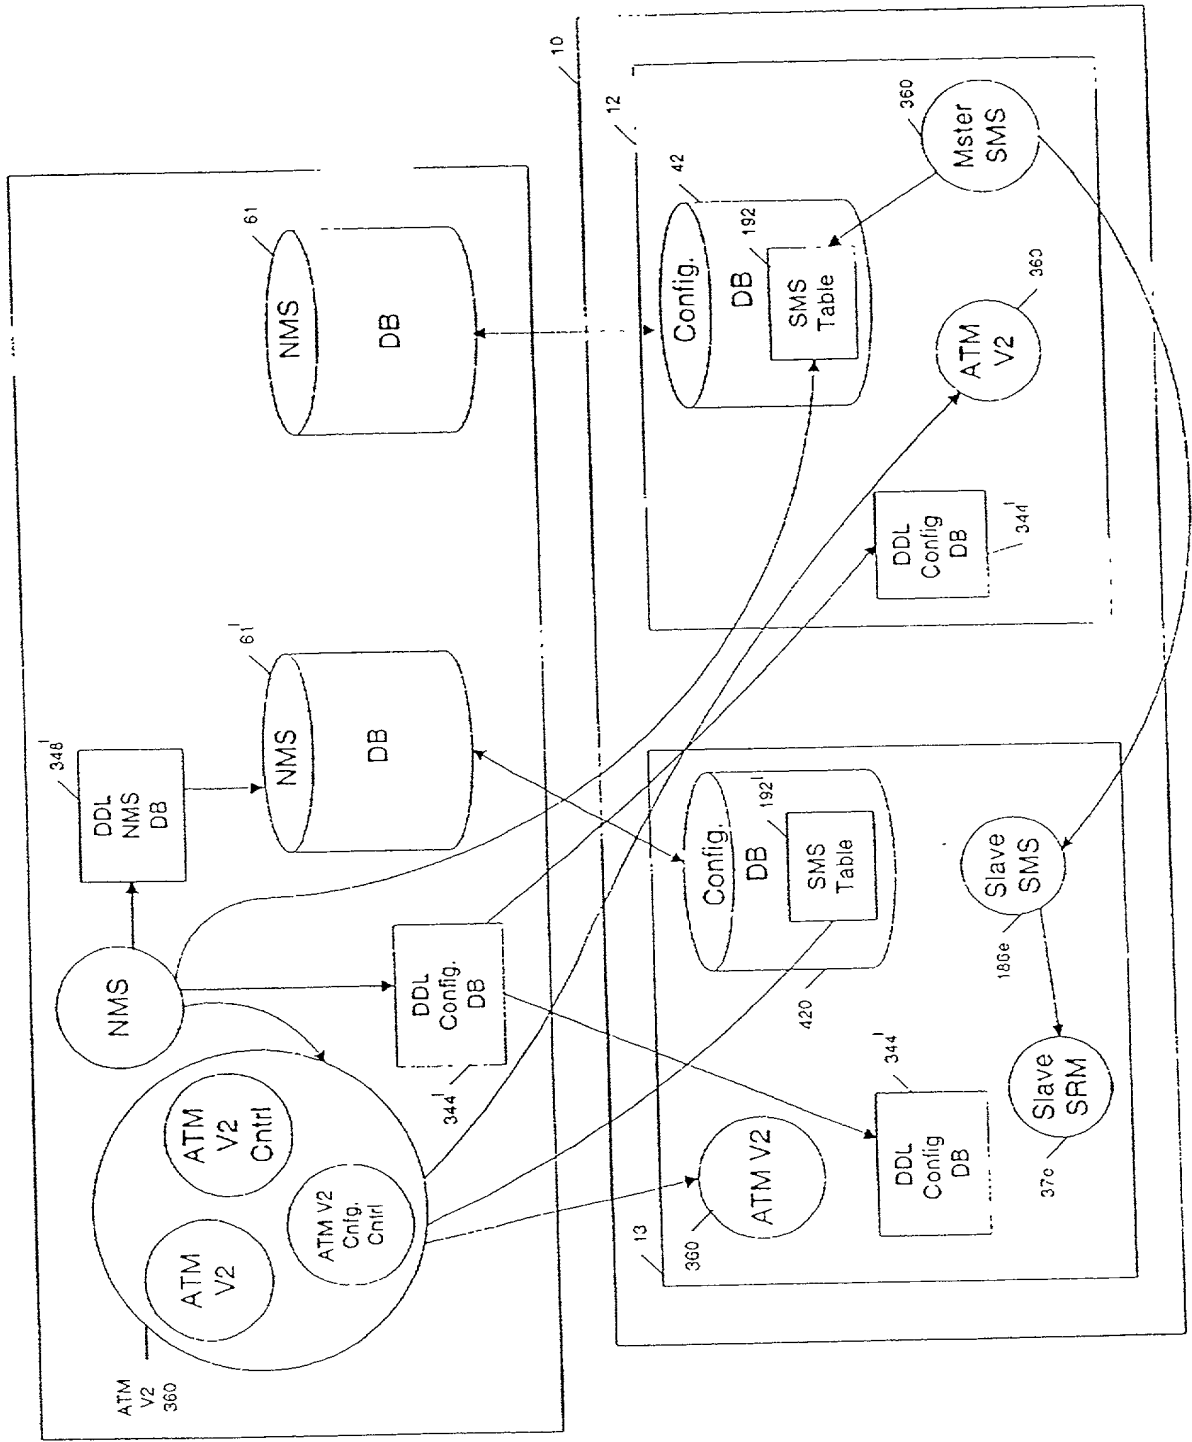 ATM
V2
360
ATM V2
ATM
V2
Cntrl
ATM V2
Cnfg.
Cntrl
NMS
348'
DDL
NMS
DB
344'
DDL
Config.
DB
61'
NMS
DB
61
NMS
DB
10
13
360
ATM V2
344'
DDL
Config
DB
420
Config.
DB
192'
SMS
Table
37c
Slave
SRM
186e
Slave
SMS
12
42
Config.
DB
192
SMS
Table
DDL
Config
DB
344'
ATM
V2
360
360
Mster
SMS